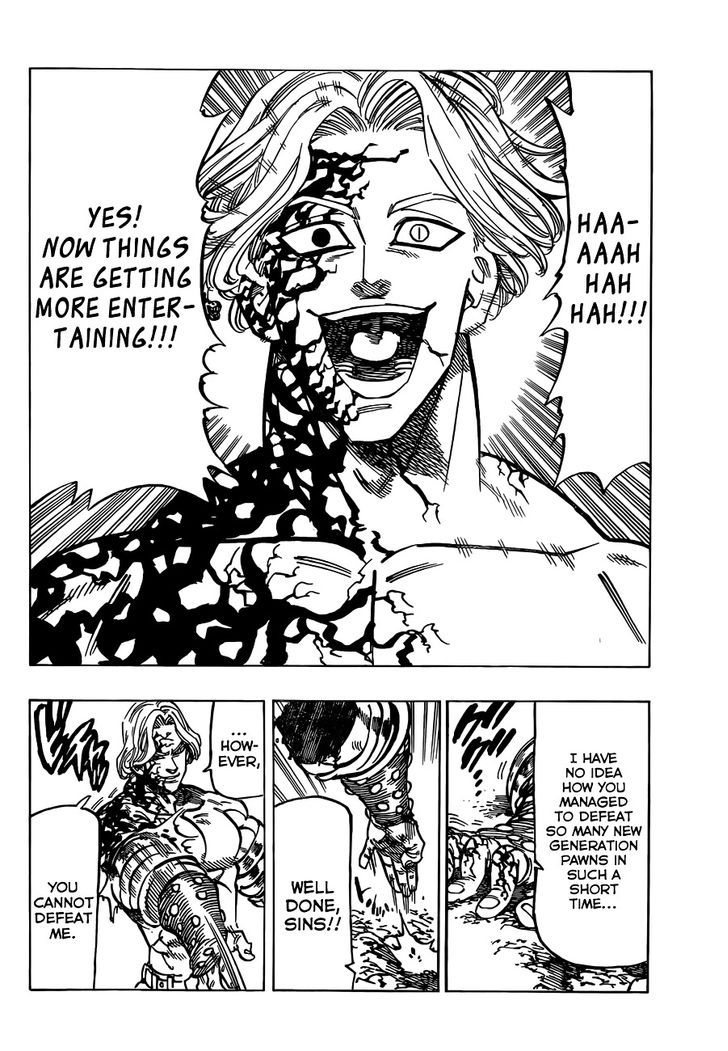 HAA-
AAAH
HAH
HAH!!!
YES!
NOW THINGS
ARE GETTING
MORE ENTER-
TAINING!!!
I HAVE
NO IDEA
HOW YOU
MANAGED
TO DEFEAT
SO MANY NEW
GENERATION
PAWNS IN
SUCH A
SHORT
TIME...
WELL
DONE,
SINS!!
...
HOW-
EVER,
YOU
CANNOT
DEFEAT
ME.